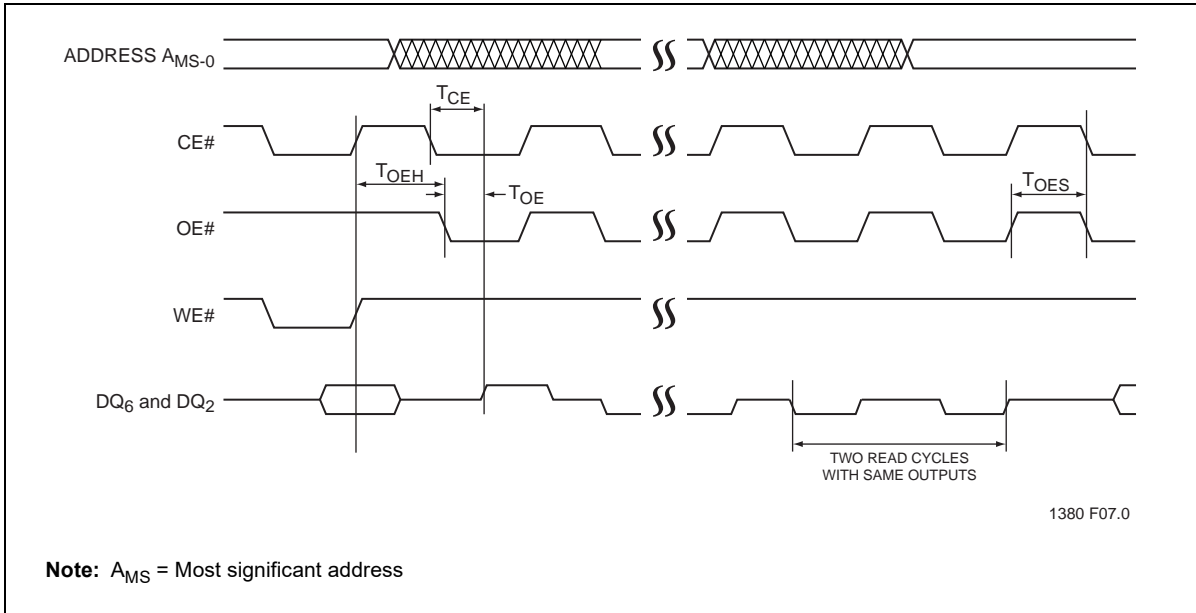 ADDRESS AMS-0
TCE
CE#
TOEH
TOE
TOES
OE#
WE#
DQ6 and DQ2
TWO READ CYCLES
WITH SAME OUTPUTS
1380 F07.0
Note: AMS = Most significant address